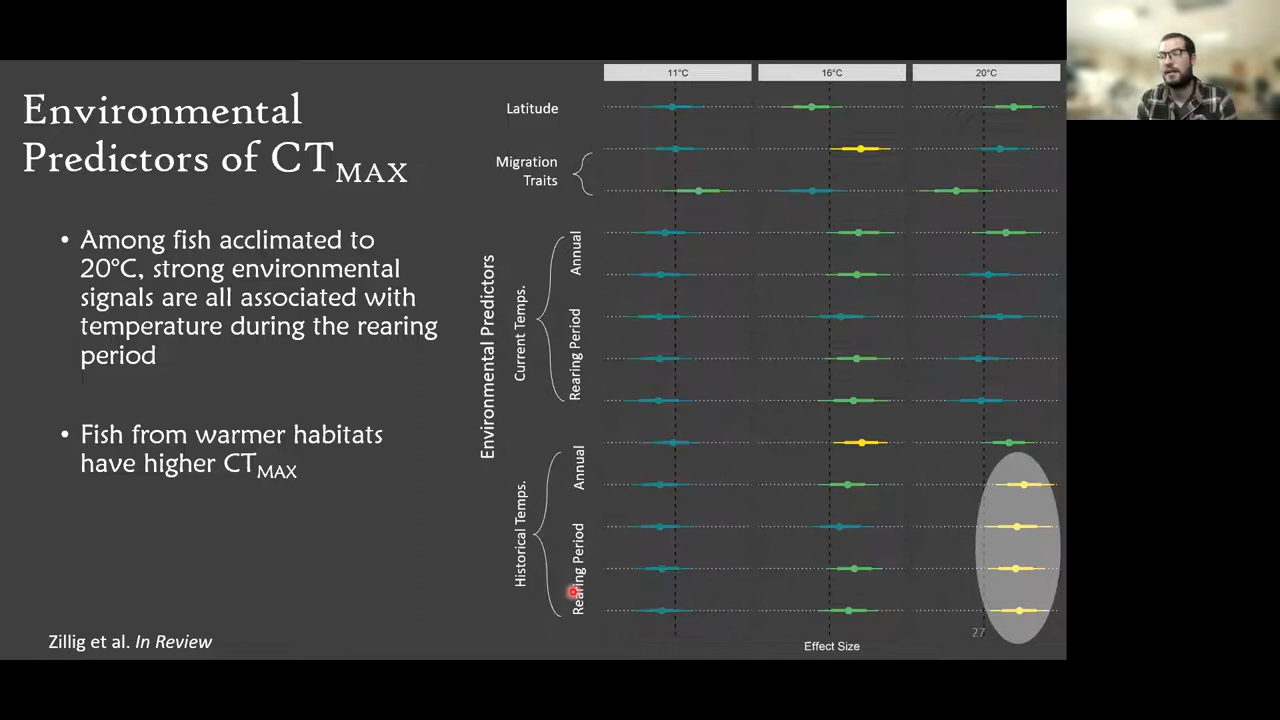 Environmental
Predictors of CTMAX
• Among fish acclimated to
20°C, strong environmental
signals are all associated with
temperature during the rearing
period
• Fish from warmer habitats
have higher CTMAX
Zillig et al. In Review
11°C
16°C
20°C
Latitude
Migration
Traits
Environmental Predictors
Current Temps.
Annual
Rearing Period
Historical Temps.
Annual
Rearing Period
Effect Size
27